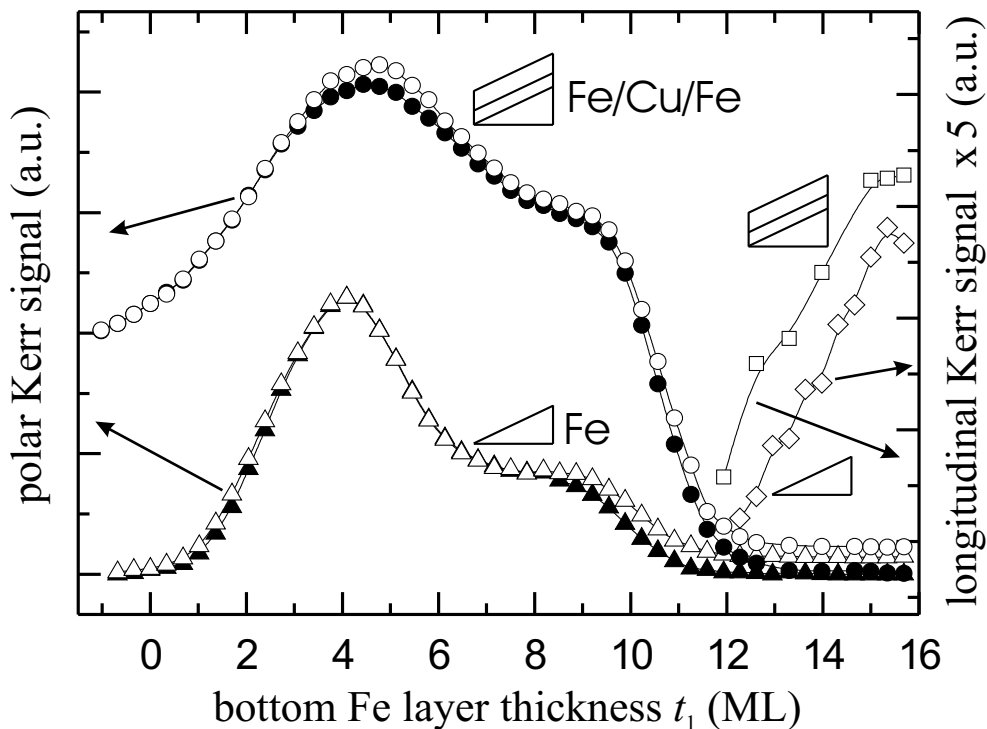 polar Kerr signal (a.u.)
Fe/Cu/Fe
Fe
longitudinal Kerr signal x 5 (a.u.)
0 2 4 6 8 10 12 14 16
bottom Fe layer thickness t₁ (ML)